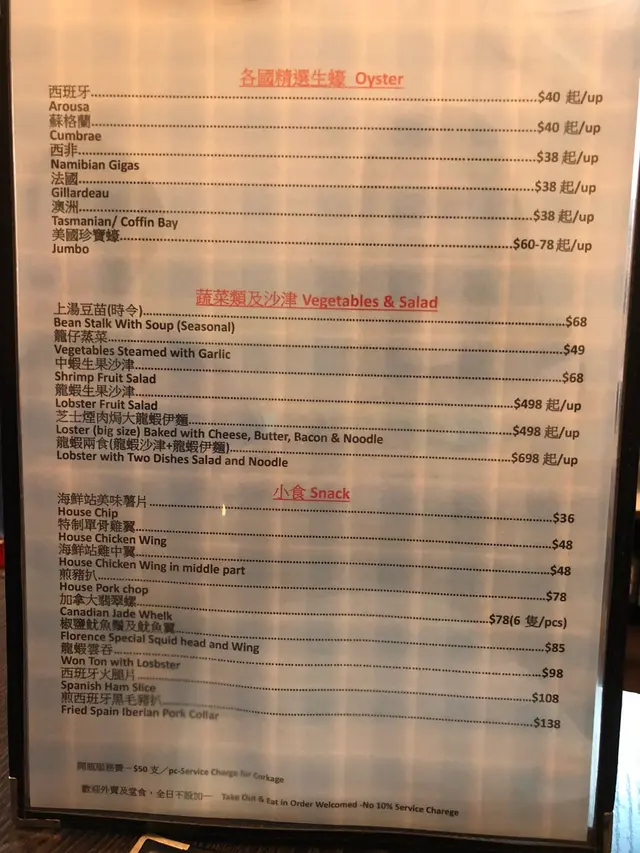 各國精選生蠔 Oyster
西班牙........$40 起/up
Arousa
蘇格蘭........$40 起/up
Cumbrae
西非........$38 起/up
Namibian Gigas
法國........$38 起/up
Gillardeau
澳洲........$38 起/up
Tasmanian/ Coffin Bay
美國珍寶蠔........$60-78 起/up
Jumbo
蔬菜類及沙津 Vegetables & Salad
上湯豆苗(時令)........$68
Bean Stalk With Soup (Seasonal)
籠仔蒸菜........$49
Vegetables Steamed with Garlic
中蝦生果沙津........$68
Shrimp Fruit Salad
龍蝦生果沙津........$498 起/up
Lobster Fruit Salad
芝士煙肉焗大龍蝦伊麵........$498 起/up
Loster (big size) Baked with Cheese, Butter, Bacon & Noodle
龍蝦兩食(龍蝦沙津+龍蝦伊麵)........$698 起/up
Lobster with Two Dishes Salad and Noodle
小食 Snack
海鮮站美味薯片........$36
House Chip
特制單骨雞翼........$48
House Chicken Wing
海鮮站雞中翼........$48
House Chicken Wing in middle part
煎豬扒........$78
House Pork chop
加拿大翡翠螺........$78(6 隻/pcs)
Canadian Jade Whelk
椒鹽魷魚鬚及魷魚翼........$85
Florence Special Squid head and Wing
龍蝦雲吞........$98
Won Ton with Losbster
西班牙火腿片........$108
Spanish Ham Slice
煎西班牙黑毛豬扒........$138
Fried Spain Iberian Pork Collar
開瓶服務費－$50 支／pc-Service Charge for Corkage
歡迎外賣及堂食，全日不設加一 Take Out & Eat in Order Welcomed -No 10% Service Charege